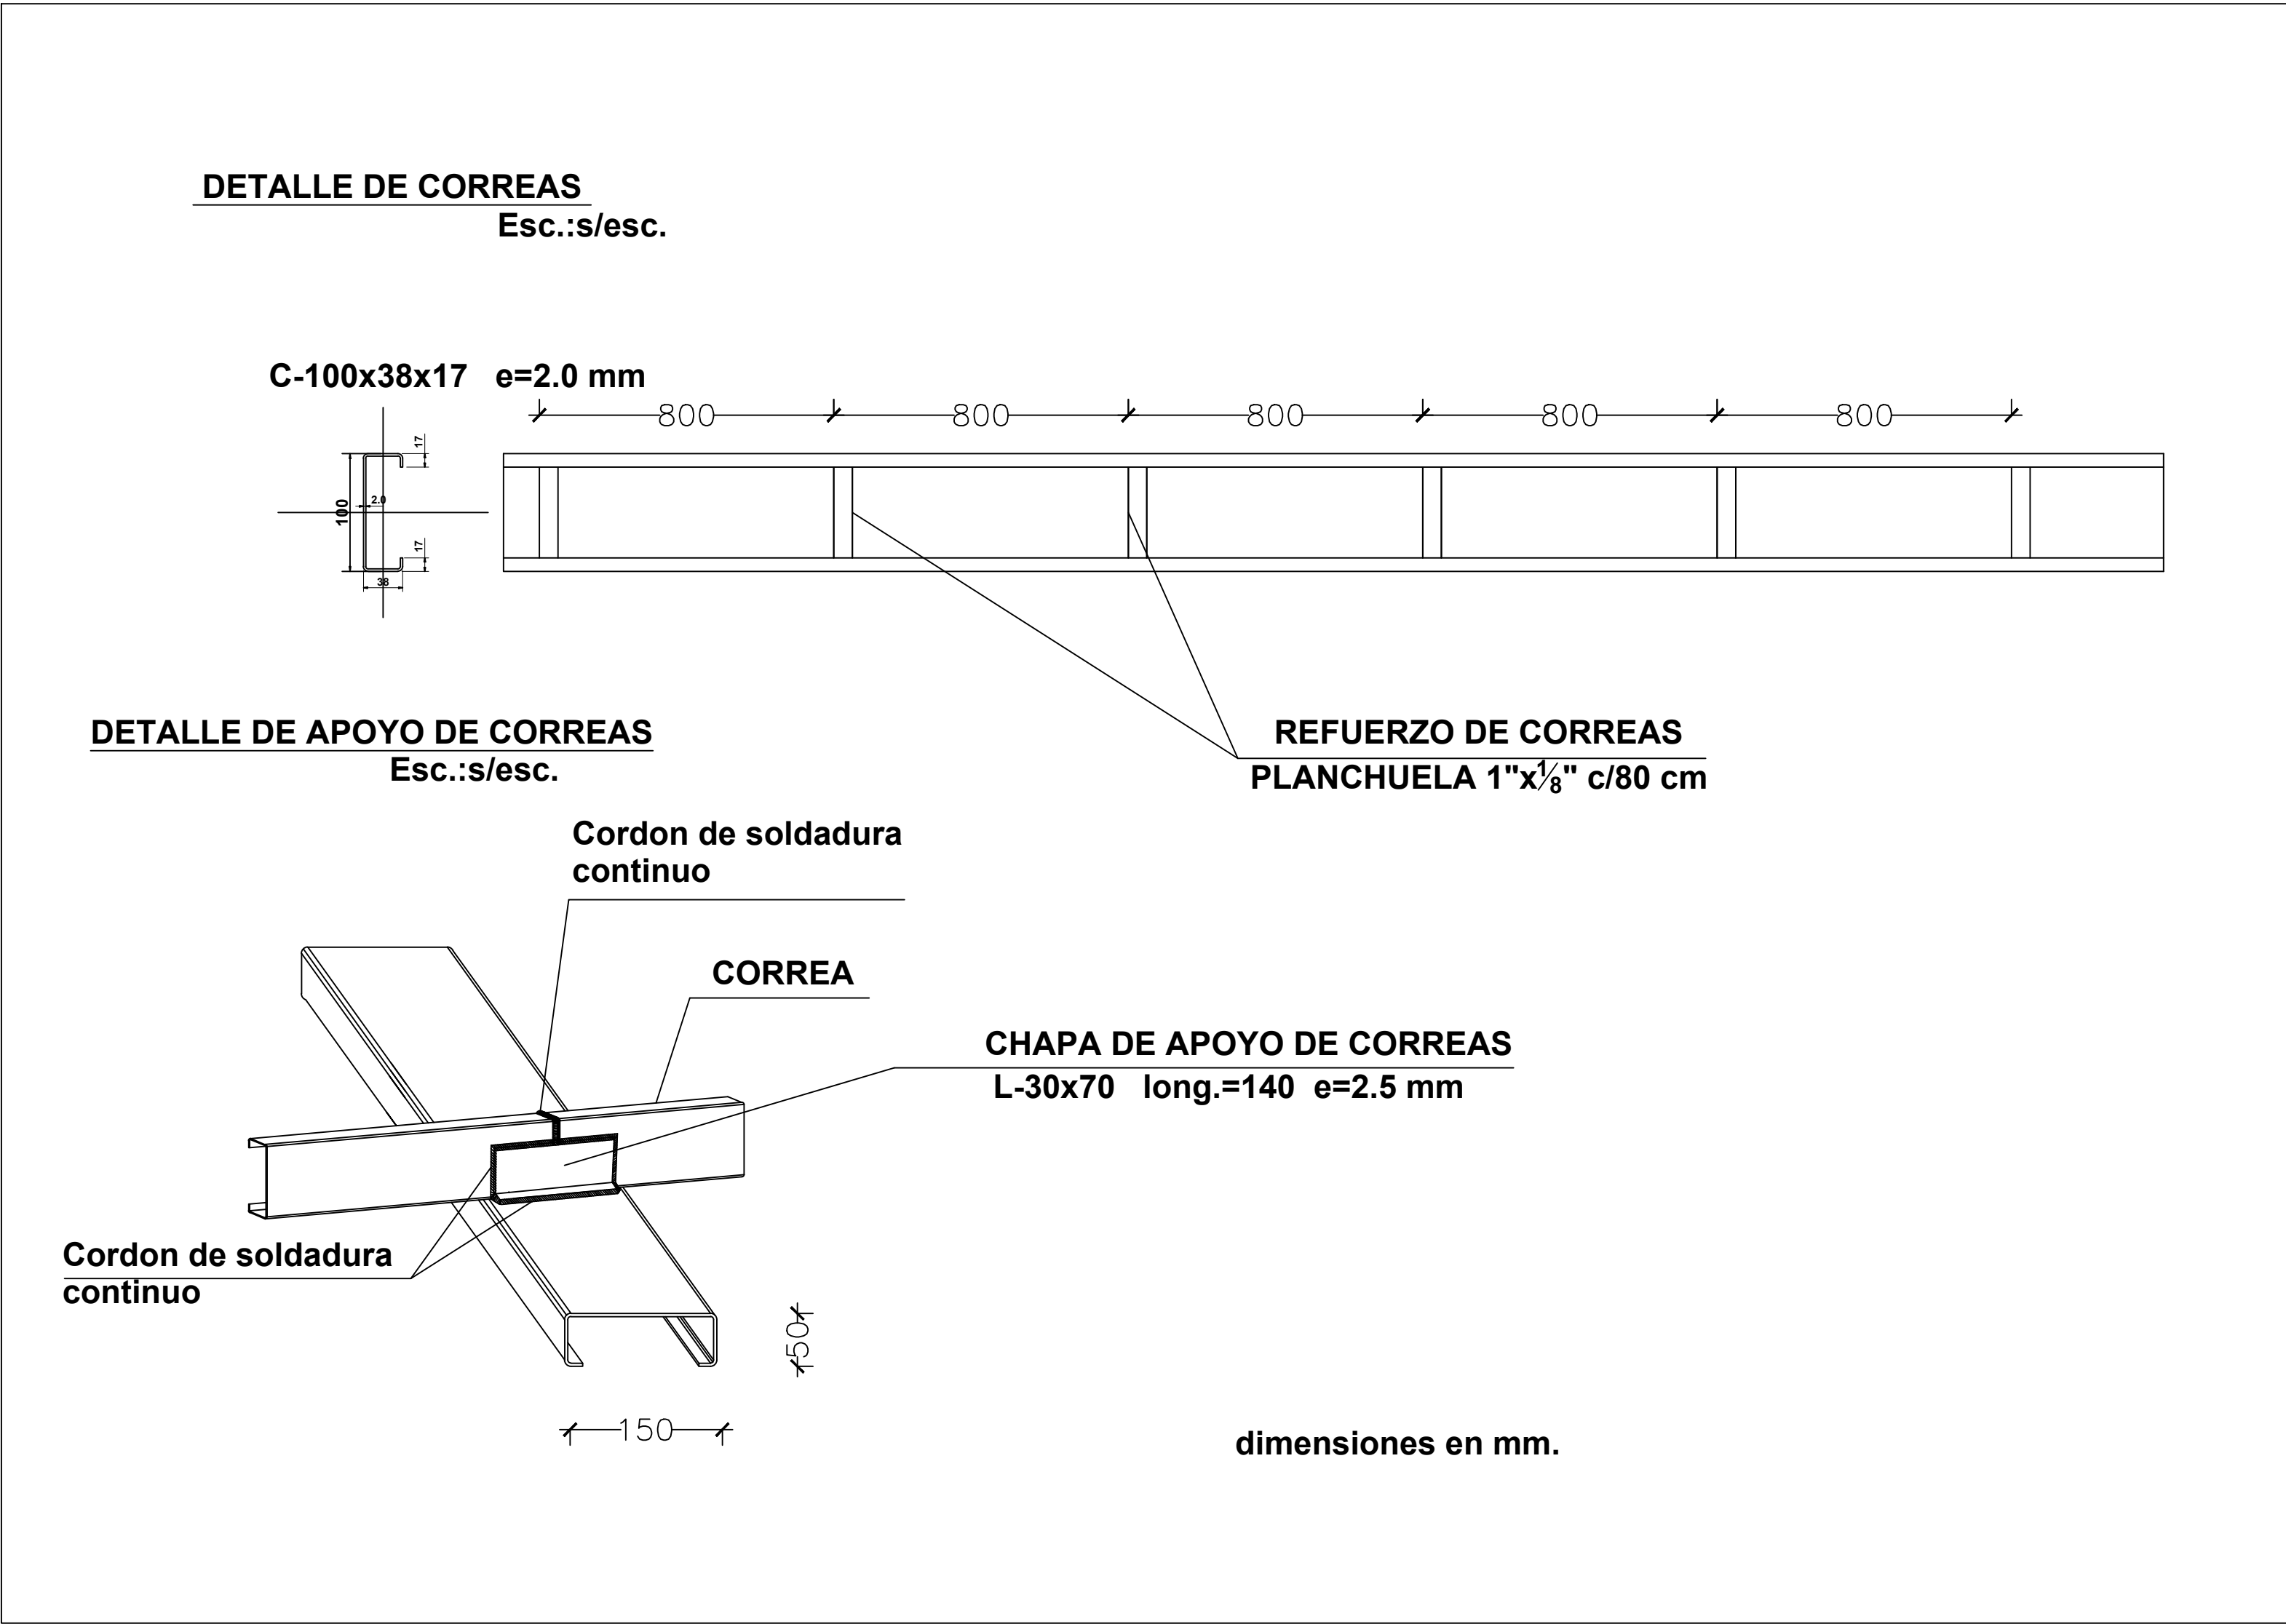 DETALLE DE CORREAS
Esc.:s/esc.
C-100x38x17 e=2.0 mm
800 800 800 800 800
17
100
2.0
17
38
DETALLE DE APOYO DE CORREAS
Esc.:s/esc.
REFUERZO DE CORREAS
PLANCHUELA 1"x⅛" c/80 cm
Cordon de soldadura
continuo
CORREA
CHAPA DE APOYO DE CORREAS
L-30x70 long.=140 e=2.5 mm
Cordon de soldadura
continuo
50
150
dimensiones en mm.